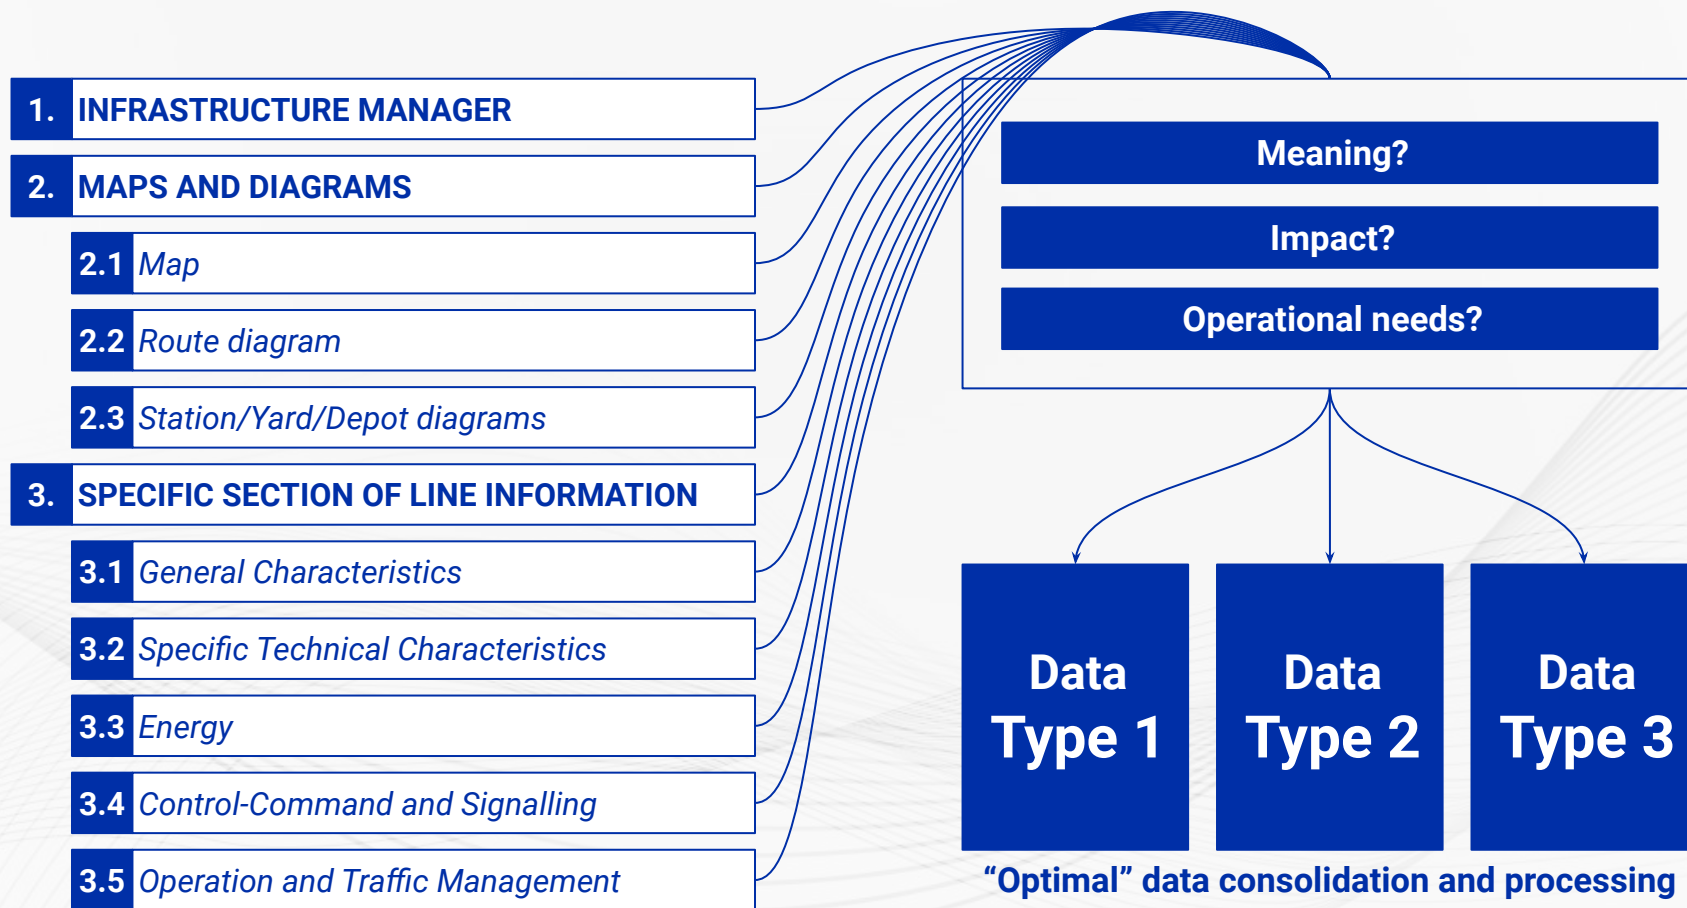 1. INFRASTRUCTURE MANAGER
2. MAPS AND DIAGRAMS
2.1 Map
2.2 Route diagram
2.3 Station/Yard/Depot diagrams
3. SPECIFIC SECTION OF LINE INFORMATION
3.1 General Characteristics
3.2 Specific Technical Characteristics
3.3 Energy
3.4 Control-Command and Signalling
3.5 Operation and Traffic Management
Meaning?
Impact?
Operational needs?
Data
Type 1
Data
Type 2
Data
Type 3
“Optimal” data consolidation and processing